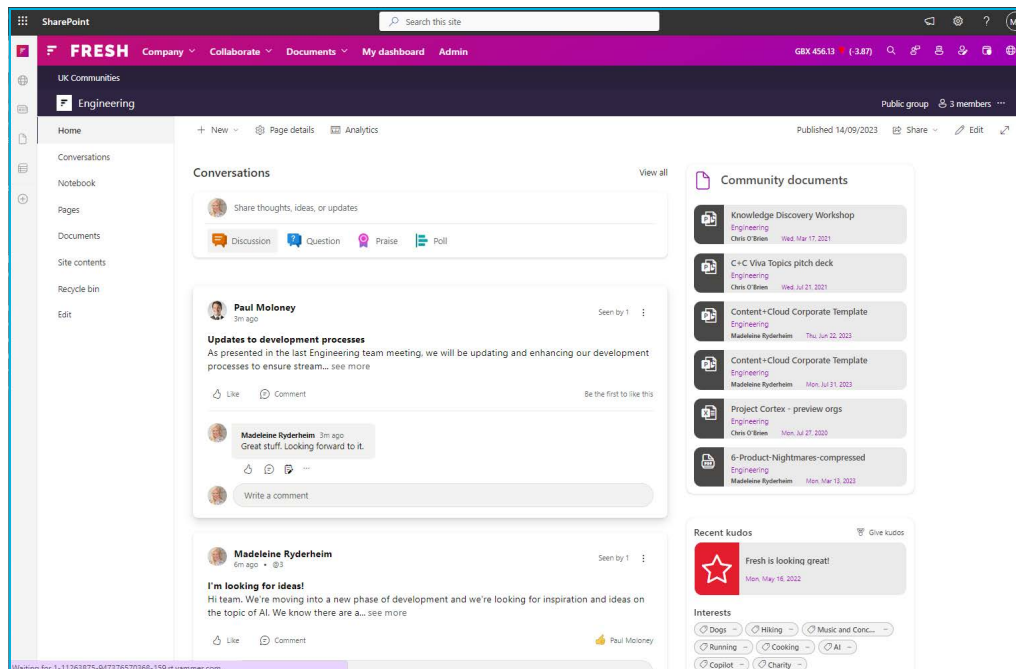 SharePoint
Search this site
?
M
FRESH
Company
Collaborate
Documents
My dashboard
Admin
GBX 456.13 (-3.87)
UK Communities
F Engineering
Public group
3 members ...
Home
Conversations
Notebook
Pages
Documents
Site contents
Recycle bin
Edit
+ New
Page details
Analytics
Published 14/09/2023
Share
Edit
Conversations
View all
Share thoughts, ideas, or updates
Discussion
Question
Praise
Poll
Paul Moloney
3m ago
Seen by 1
Updates to development processes
As presented in the last Engineering team meeting, we will be updating and enhancing our development
processes to ensure stream... see more
Like
Comment
Be the first to like this
Madeleine Ryderheim 3m ago
Great stuff. Looking forward to it.
...
Write a comment
Madeleine Ryderheim
6m ago • @3
Seen by 1
I'm looking for ideas!
Hi team. We're moving into a new phase of development and we're looking for inspiration and ideas on
the topic of AI. We know there are a... see more
Like
Comment
Paul Moloney
Community documents
Knowledge Discovery Workshop
Engineering
Chris O'Brien Wed, Mar 17, 2021
C+C Viva Topics pitch deck
Engineering
Chris O'Brien Wed, Jul 21, 2021
Content+Cloud Corporate Template
Engineering
Madeleine Ryderheim Thu, Jun 22, 2023
Content+Cloud Corporate Template
Engineering
Madeleine Ryderheim Mon, Jul 31, 2023
Project Cortex - preview orgs
Engineering
Chris O'Brien Mon, Jul 27, 2020
PDF
6-Product-Nightmares-compressed
Engineering
Madeleine Ryderheim Mon, Mar 13, 2023
Recent kudos
Give kudos
Fresh is looking great!
Mon, May 16, 2022
Interests
Dogs – Hiking – Music and Conc... –
Running – Cooking – AI –
Copilot – Charity –